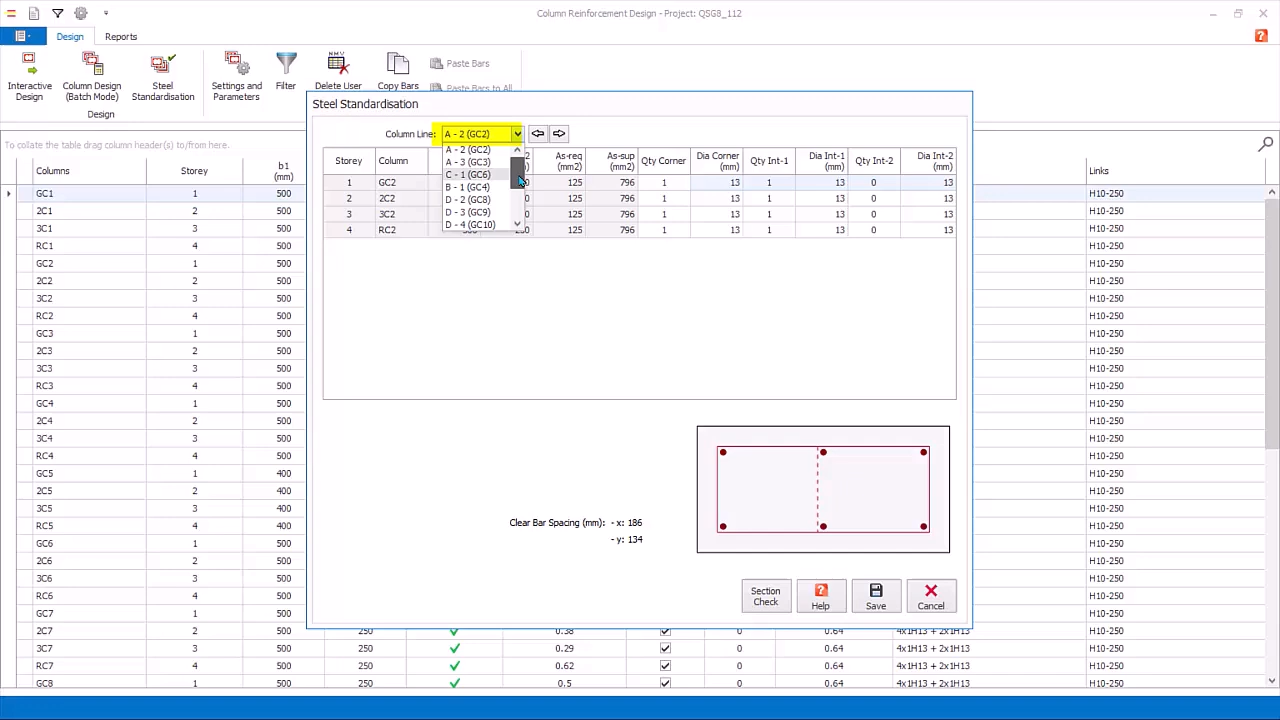 Column Reinforcement Design - Project: QSG8_112
Design Reports
Interactive Design
Column Design (Batch Mode)
Steel Standardisation
Settings and Parameters
Filter
Delete User
Copy Bars
Paste Bars
Paste Bars to All
Design
To collate the table drag column header(s) to/from here.
Columns Storey b1 (mm) Links
GC1 1 500 H10-250
2C1 2 500 H10-250
3C1 3 500 H10-250
RC1 4 500 H10-250
GC2 1 500 H10-250
2C2 2 500 H10-250
3C2 3 500 H10-250
RC2 4 500 H10-250
GC3 1 500 H10-250
2C3 2 500 H10-250
3C3 3 500 H10-250
RC3 4 500 H10-250
GC4 1 500 H10-250
2C4 2 500 H10-250
3C4 3 500 H10-250
RC4 4 500 H10-250
GC5 1 400 H10-250
2C5 2 400 H10-250
3C5 3 400 H10-250
RC5 4 400 H10-250
GC6 1 500 H10-250
2C6 2 500 H10-250
3C6 3 500 H10-250
RC6 4 500 H10-250
GC7 1 500 H10-250
2C7 2 500 250 0.38 0 0.64 4x1H13 + 2x1H13 H10-250
3C7 3 500 250 0.29 0 0.64 4x1H13 + 2x1H13 H10-250
RC7 4 500 250 0.62 0 0.64 4x1H13 + 2x1H13 H10-250
GC8 1 500 250 0.5 0 0.64 4x1H13 + 2x1H13 H10-250
Steel Standardisation
Column Line: A - 2 (GC2)
A - 2 (GC2)
A - 3 (GC3)
C - 1 (GC6)
B - 1 (GC4)
D - 2 (GC8)
D - 3 (GC9)
D - 4 (GC10)
Storey Column As-req (mm2) As-sup (mm2) Qty Corner Dia Corner (mm) Qty Int-1 Dia Int-1 (mm) Qty Int-2 Dia Int-2 (mm)
1 GC2 125 796 1 13 1 13 0 13
2 2C2 125 796 1 13 1 13 0 13
3 3C2 125 796 1 13 1 13 0 13
4 RC2 125 796 1 13 1 13 0 13
Clear Bar Spacing (mm): - x: 186
- y: 134
Section Check
Help
Save
Cancel